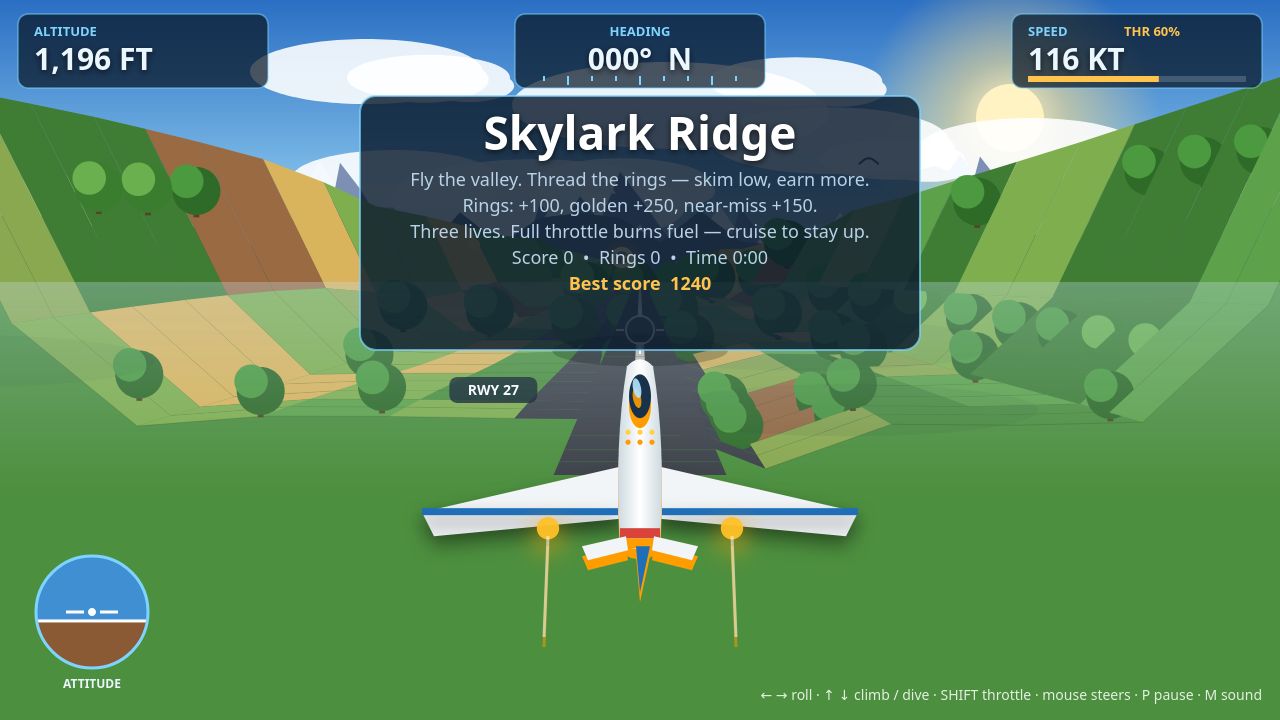 ALTITUDE
1,196 FT
HEADING
000° N
SPEED THR 60%
116 KT
Skylark Ridge
Fly the valley. Thread the rings — skim low, earn more.
Rings: +100, golden +250, near-miss +150.
Three lives. Full throttle burns fuel — cruise to stay up.
Score 0 • Rings 0 • Time 0:00
Best score 1240
RWY 27
ATTITUDE
← → roll · ↑ ↓ climb / dive · SHIFT throttle · mouse steers · P pause · M sound